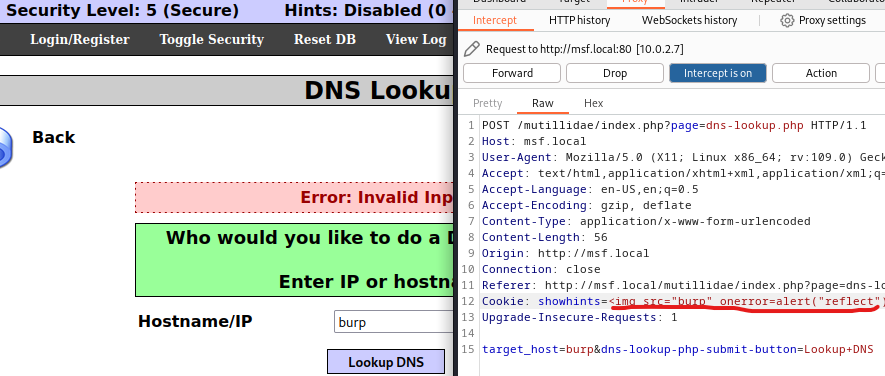 Security Level: 5 (Secure) Hints: Disabled (0
Login/Register Toggle Security Reset DB View Log
DNS Looku
Back
Error: Invalid Inp
Who would you like to do a D
Enter IP or hostna
Hostname/IP burp
Lookup DNS
Dashboard Target Proxy Intruder Repeater Collaborato
Intercept HTTP history WebSockets history Proxy settings
Request to http://msf.local:80 [10.0.2.7]
Forward Drop Intercept is on Action
Pretty Raw Hex
1 POST /mutillidae/index.php?page=dns-lookup.php HTTP/1.1
2 Host: msf.local
3 User-Agent: Mozilla/5.0 (X11; Linux x86_64; rv:109.0) Geck
4 Accept: text/html,application/xhtml+xml,application/xml;q=
5 Accept-Language: en-US,en;q=0.5
6 Accept-Encoding: gzip, deflate
7 Content-Type: application/x-www-form-urlencoded
8 Content-Length: 56
9 Origin: http://msf.local
10 Connection: close
11 Referer: http://msf.local/mutillidae/index.php?page=dns-lo
12 Cookie: showhints=<img src="burp" onerror=alert("reflect")
13 Upgrade-Insecure-Requests: 1
14
15 target_host=burp&dns-lookup-php-submit-button=Lookup+DNS